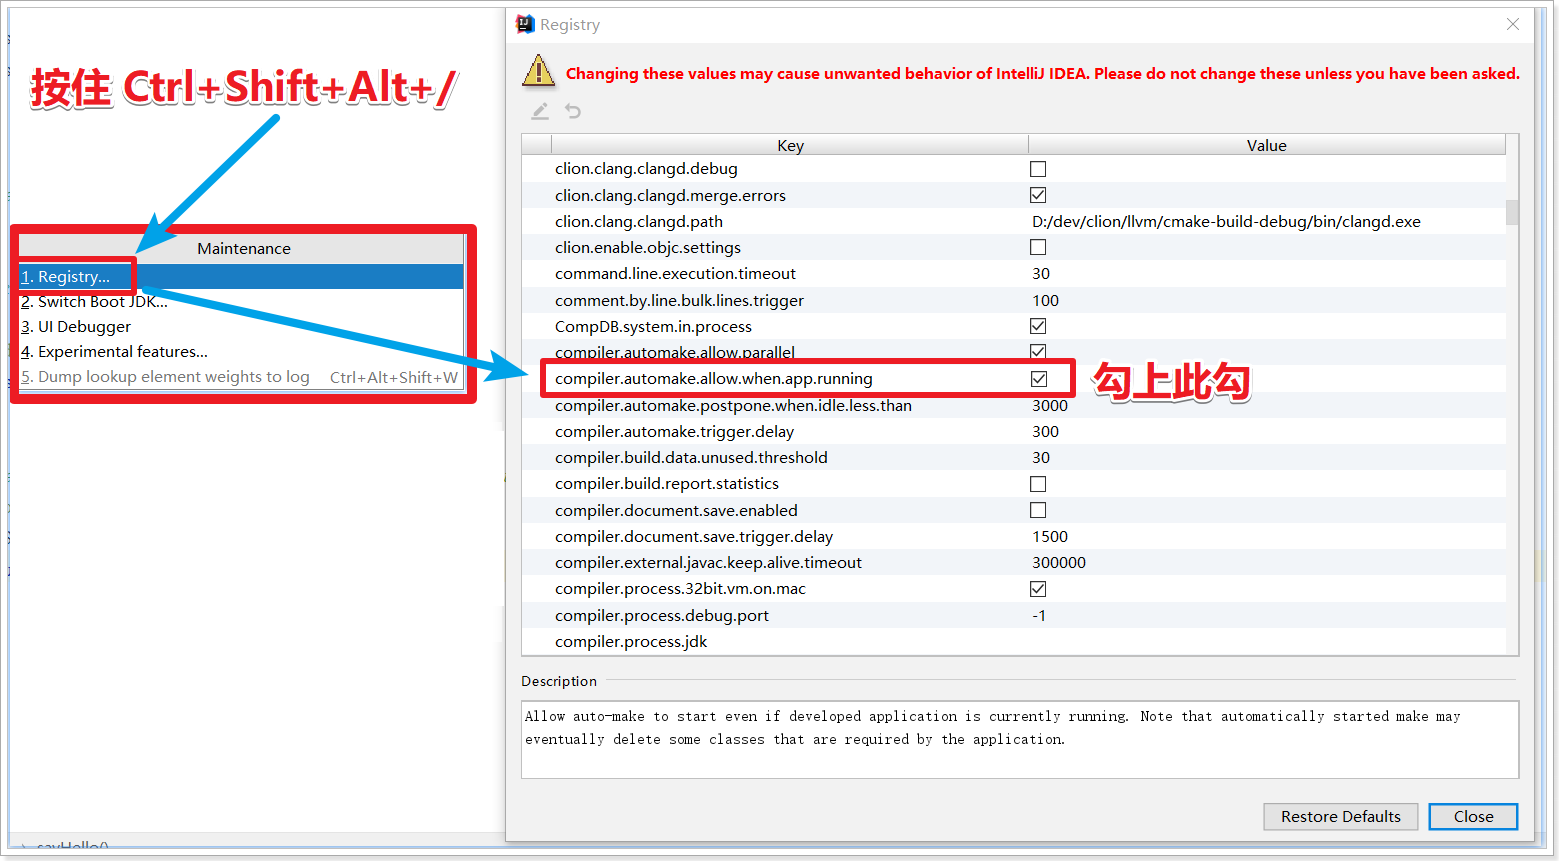 按住 Ctrl+Shift+Alt+/
Maintenance
1. Registry...
2. Switch Boot JDK...
3. UI Debugger
4. Experimental features...
5. Dump lookup element weights to log Ctrl+Alt+Shift+W
Registry
Changing these values may cause unwanted behavior of IntelliJ IDEA. Please do not change these unless you have been asked.
Key Value
clion.clang.clangd.debug
clion.clang.clangd.merge.errors
clion.clang.clangd.path D:/dev/clion/llvm/cmake-build-debug/bin/clangd.exe
clion.enable.objc.settings
command.line.execution.timeout 30
comment.by.line.bulk.lines.trigger 100
CompDB.system.in.process
compiler.automake.allow.parallel
compiler.automake.allow.when.app.running
勾上此勾
compiler.automake.postpone.when.idle.less.than 3000
compiler.automake.trigger.delay 300
compiler.build.data.unused.threshold 30
compiler.build.report.statistics
compiler.document.save.enabled
compiler.document.save.trigger.delay 1500
compiler.external.javac.keep.alive.timeout 300000
compiler.process.32bit.vm.on.mac
compiler.process.debug.port -1
compiler.process.jdk
Description
Allow auto-make to start even if developed application is currently running. Note that automatically started make may
eventually delete some classes that are required by the application.
Restore Defaults Close
sayHello()